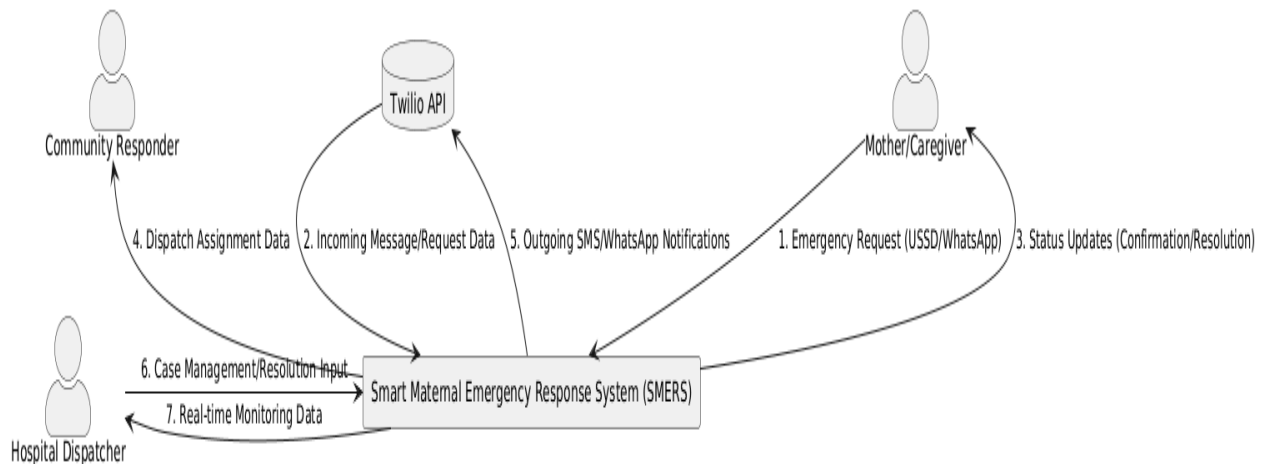 Twilio API
Community Responder
Mother/Caregiver
4. Dispatch Assignment Data
2. Incoming Message/Request Data
5. Outgoing SMS/WhatsApp Notifications
1. Emergency Request (USSD/WhatsApp)
3. Status Updates (Confirmation/Resolution)
6. Case Management/Resolution Input
Smart Maternal Emergency Response System (SMERS)
7. Real-time Monitoring Data
Hospital Dispatcher